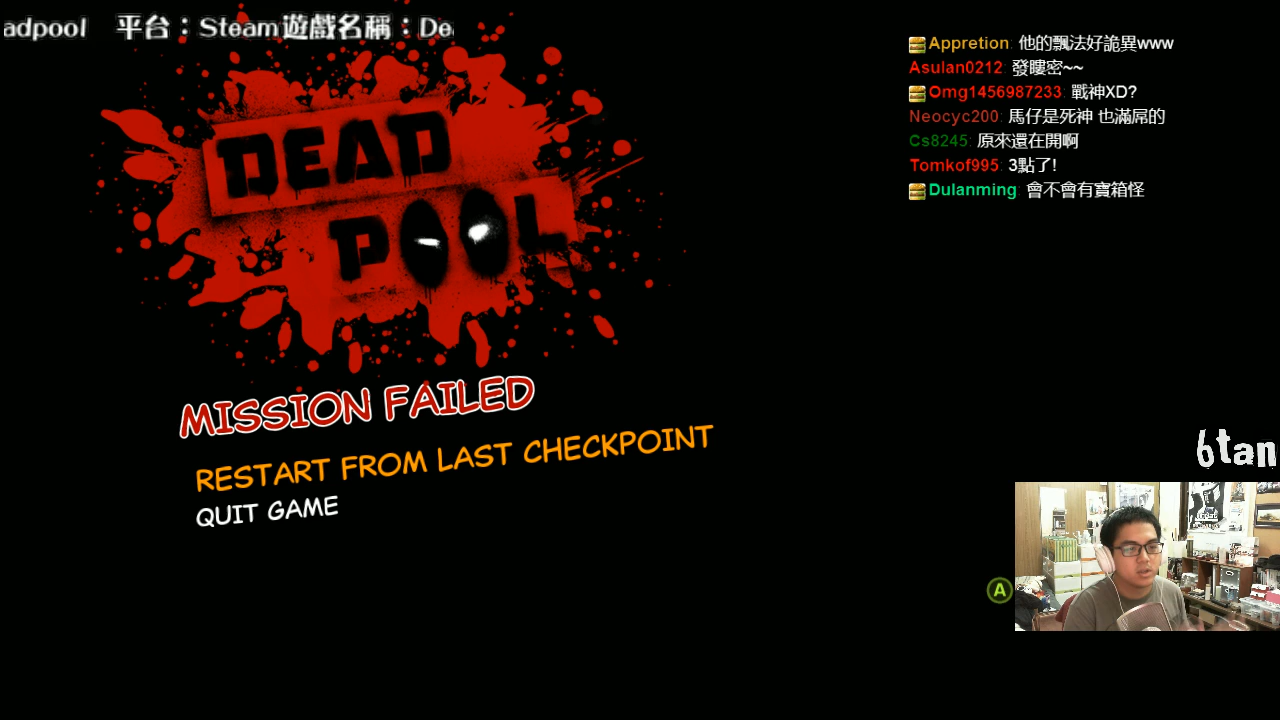 adpool 平台：Steam遊戲名稱：De
DEAD
POOL
MISSION FAILED
RESTART FROM LAST CHECKPOINT
QUIT GAME
Appretion: 他的飄法好詭異www
Asulan0212: 發瞜密~~
Omg1456987233: 戰神XD?
Neocyc200: 馬仔是死神 也滿屌的
Cs8245: 原來還在開啊
Tomkof995: 3點了!
Dulanming: 會不會有寶箱怪
6tan
A